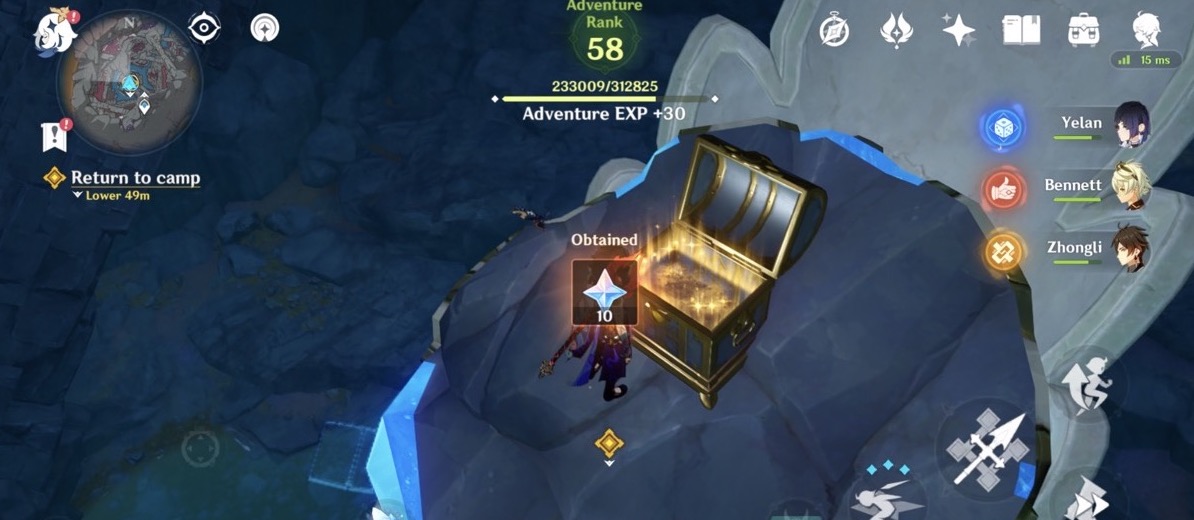 N
Adventure
Rank
58
233009/312825
Adventure EXP +30
15 ms
Yelan
Return to camp
Lower 49m
Bennett
Obtained
Zhongli
10